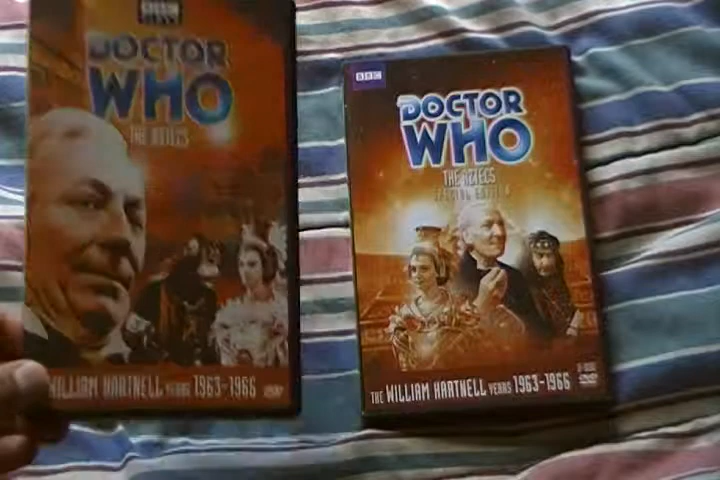 BBC
DOCTOR
WHO
THE AZTECS
WILLIAM HARTNELL YEARS 1963-1966
DVD
BBC
DOCTOR
WHO
THE AZTECS
SPECIAL EDITION
THE WILLIAM HARTNELL YEARS 1963-1966
DVD